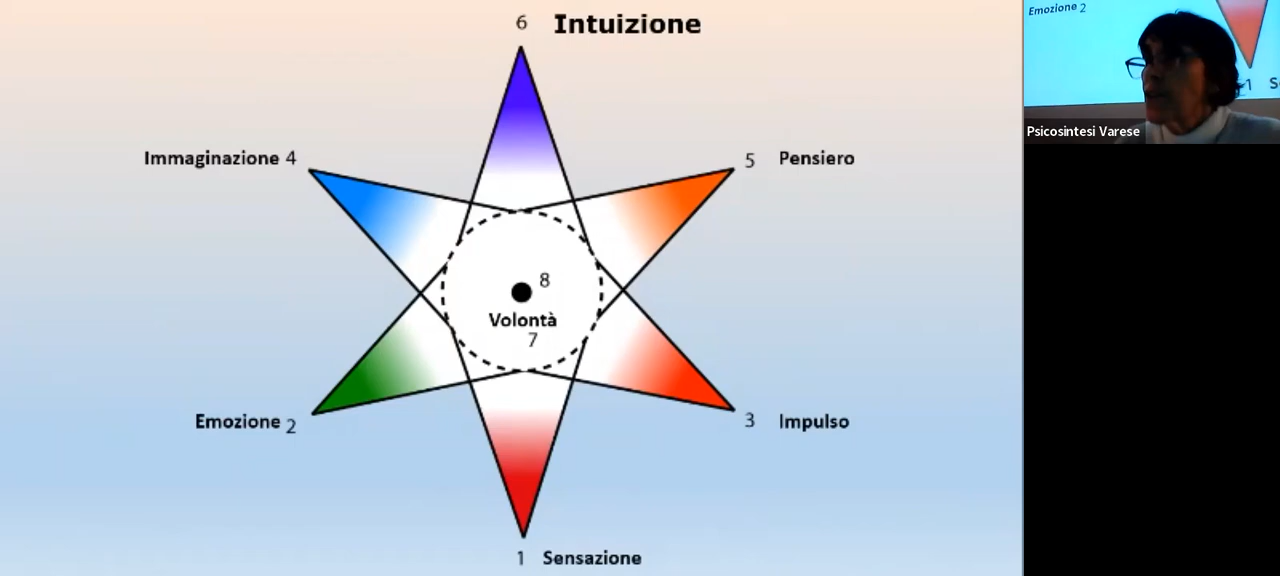 6 Intuizione
Immaginazione 4
5 Pensiero
8
Volontà
7
Emozione 2
3 Impulso
1 Sensazione
Emozione 2
1 S
Psicosintesi Varese